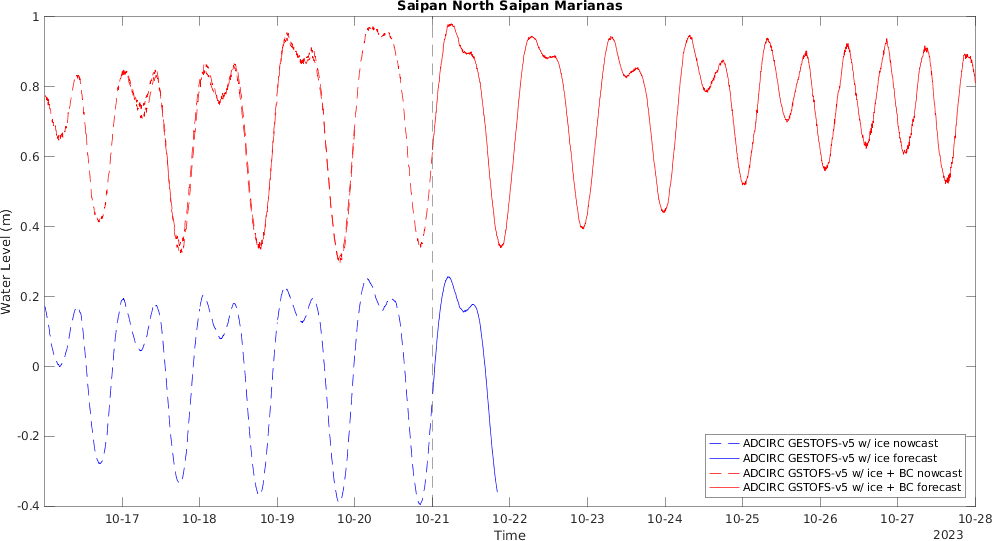 Saipan North Saipan Marianas
1
0.8
0.6
0.4
0.2
0
-0.2
-0.4
Water Level (m)
ADCIRC GESTOFS-v5 w/ ice nowcast
ADCIRC GESTOFS-v5 w/ ice forecast
ADCIRC GSTOFS-v5 w/ ice + BC nowcast
ADCIRC GSTOFS-v5 w/ ice + BC forecast
10-17 10-18 10-19 10-20 10-21 10-22 10-23 10-24 10-25 10-26 10-27 10-28
Time 2023